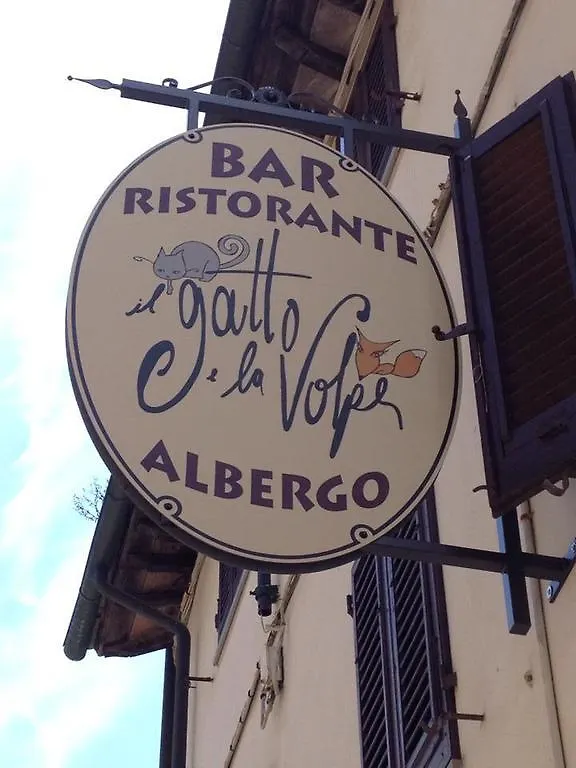 BAR
RISTORANTE
il gatto
e la Volpe
ALBERGO